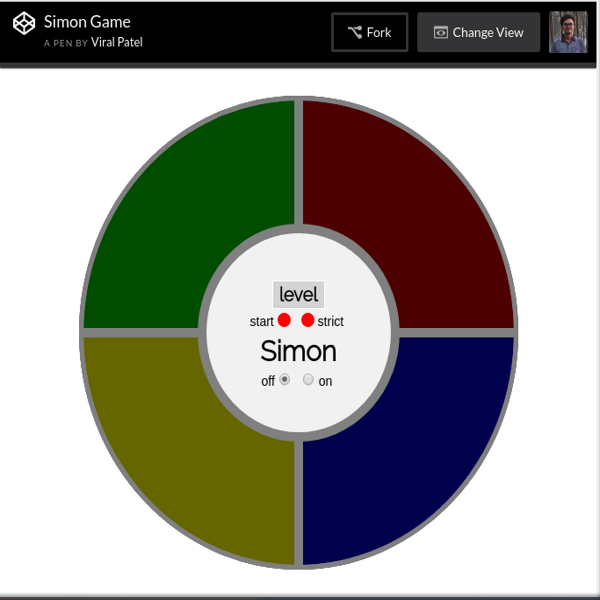 Simon Game
A PEN BY Viral Patel
Fork
Change View
level
start strict
Simon
off on